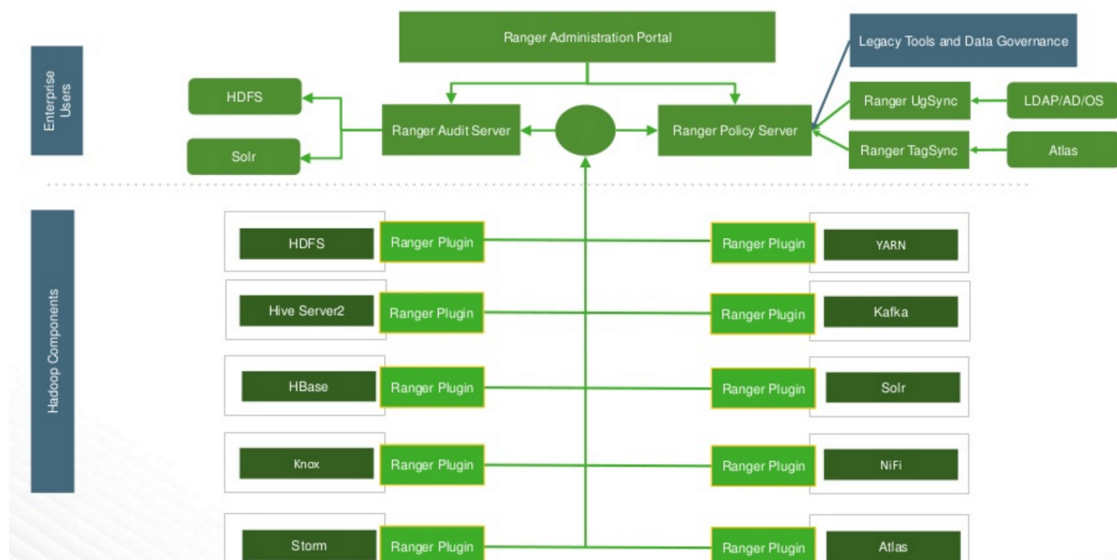 Ranger Administration Portal
Legacy Tools and Data Governance
Enterprise
Users
HDFS
Solr
Ranger Audit Server
Ranger Policy Server
Ranger UgSync
LDAP/AD/OS
Ranger TagSync
Atlas
Hadoop Components
HDFS
Ranger Plugin
Ranger Plugin
YARN
Hive Server2
Ranger Plugin
Ranger Plugin
Kafka
HBase
Ranger Plugin
Ranger Plugin
Solr
Knox
Ranger Plugin
Ranger Plugin
NiFi
Storm
Ranger Plugin
Ranger Plugin
Atlas